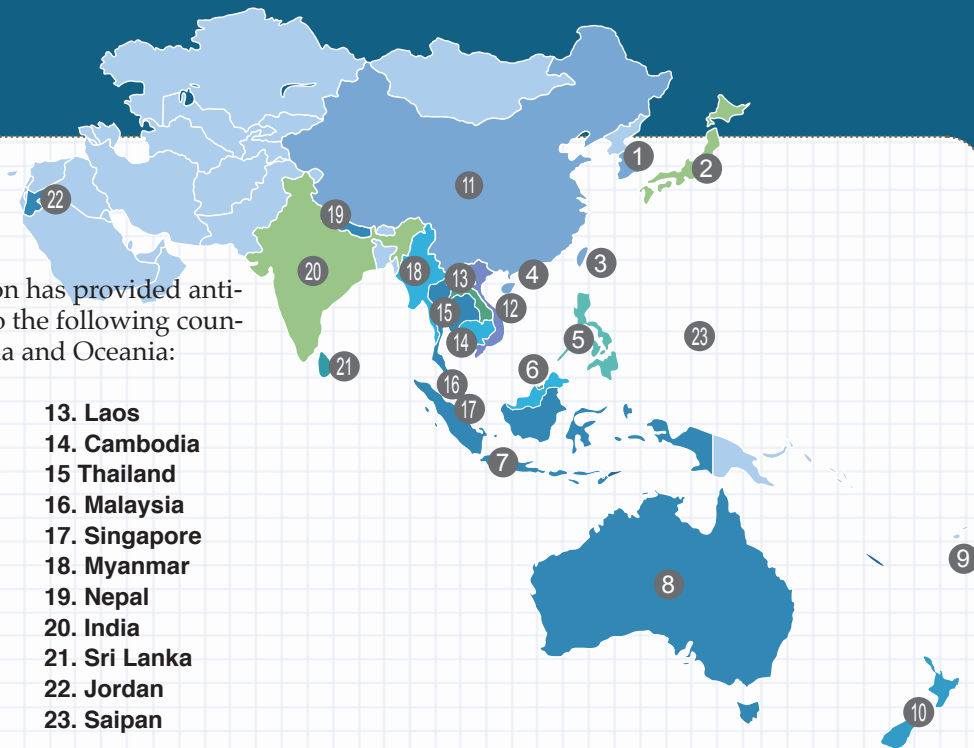 on has provided anti-
o the following coun-
a and Oceania:
13. Laos
14. Cambodia
15 Thailand
16. Malaysia
17. Singapore
18. Myanmar
19. Nepal
20. India
21. Sri Lanka
22. Jordan
23. Saipan
1
2
22
11
19
3
20
18
13
4
15
12
14
5
23
21
6
16
17
7
8
9
10